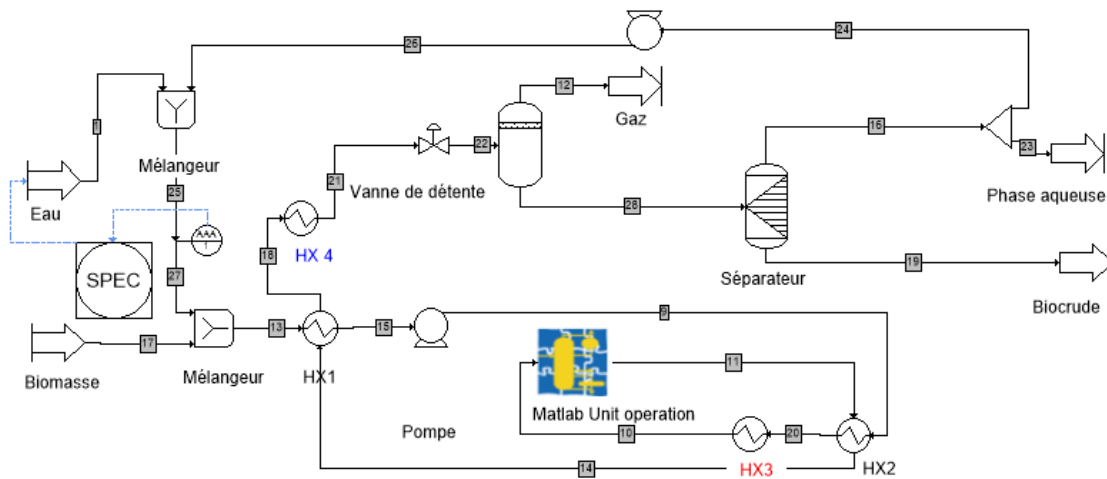 26
24
12
Gaz
1
Mélangeur
22
16
23
Vanne de détente
Phase aqueuse
Eau
25
21
28
AAA
1
HX 4
18
Séparateur
19
SPEC
27
Biocrude
13
15
9
Biomasse
17
Mélangeur
HX1
11
Matlab Unit operation
Pompe
10
20
14
HX3
HX2